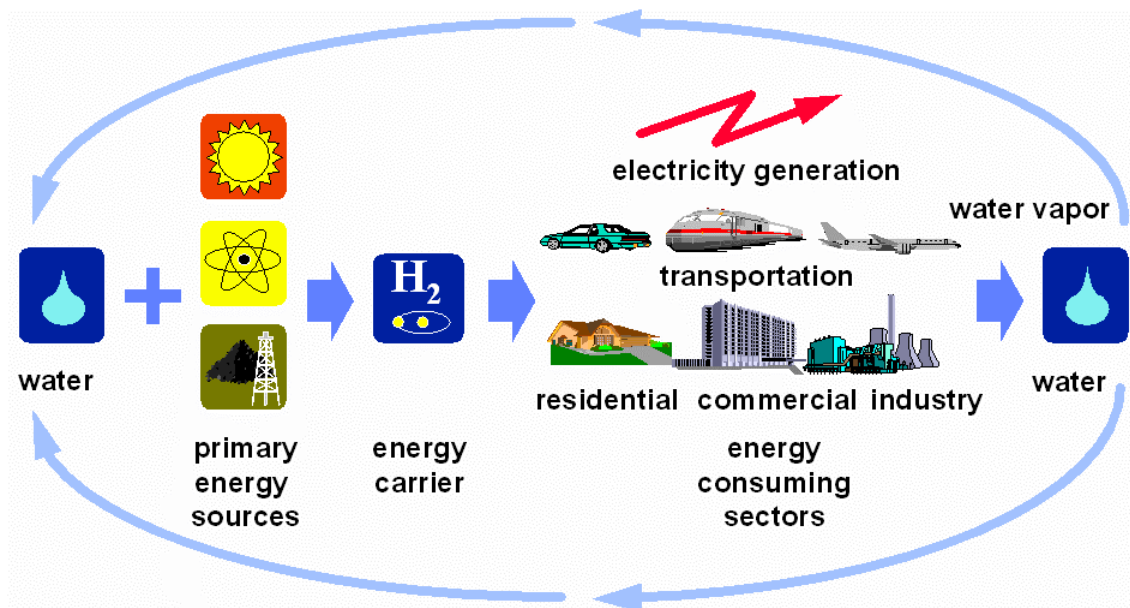 electricity generation
water vapor
H2
transportation
water
water
residential commercial industry
primary
energy
sources
energy
carrier
energy
consuming
sectors